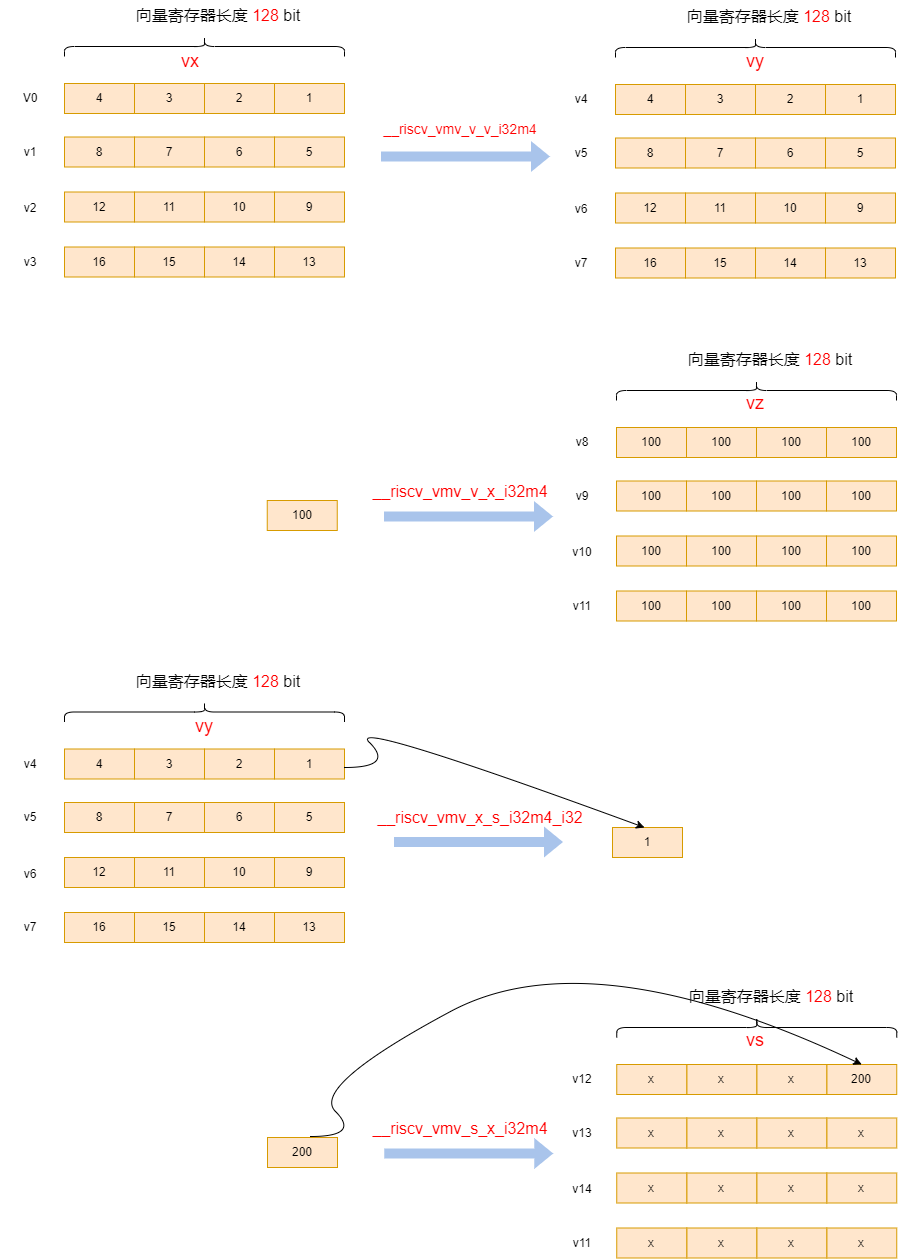 向量寄存器长度 128 bit
vx
V0 4 3 2 1
v1 8 7 6 5
v2 12 11 10 9
v3 16 15 14 13
__riscv_vmv_v_v_i32m4
向量寄存器长度 128 bit
vy
v4 4 3 2 1
v5 8 7 6 5
v6 12 11 10 9
v7 16 15 14 13
100
__riscv_vmv_v_x_i32m4
向量寄存器长度 128 bit
vz
v8 100 100 100 100
v9 100 100 100 100
v10 100 100 100 100
v11 100 100 100 100
向量寄存器长度 128 bit
vy
v4 4 3 2 1
v5 8 7 6 5
v6 12 11 10 9
v7 16 15 14 13
__riscv_vmv_x_s_i32m4_i32
1
200
__riscv_vmv_s_x_i32m4
向量寄存器长度 128 bit
vs
v12 x x x 200
v13 x x x x
v14 x x x x
v11 x x x x